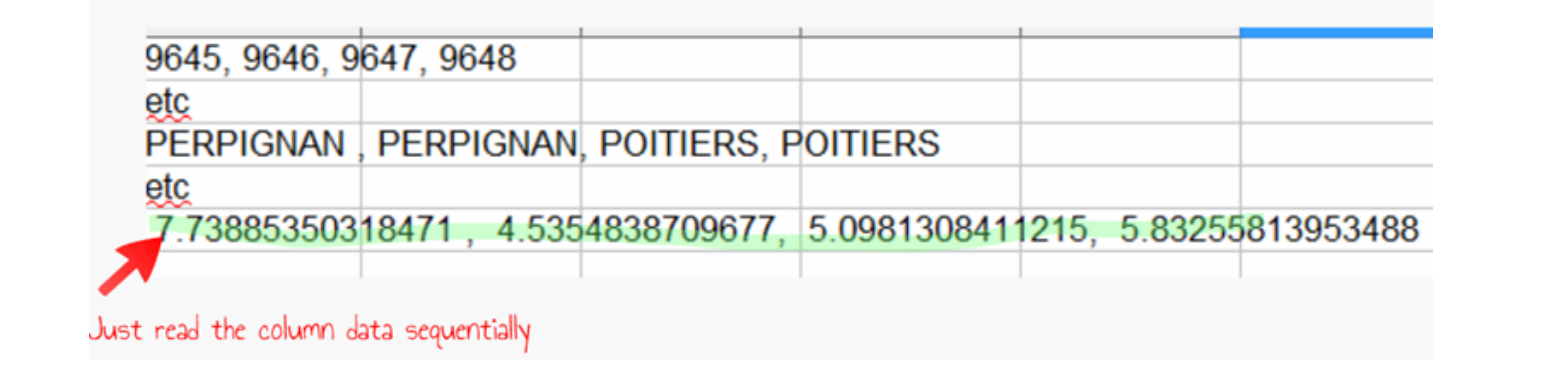 9645, 9646, 9647, 9648
etc
PERPIGNAN , PERPIGNAN, POITIERS, POITIERS
etc
7.73885350318471 , 4.5354838709677, 5.0981308411215, 5.83255813953488
Just read the column data sequentially